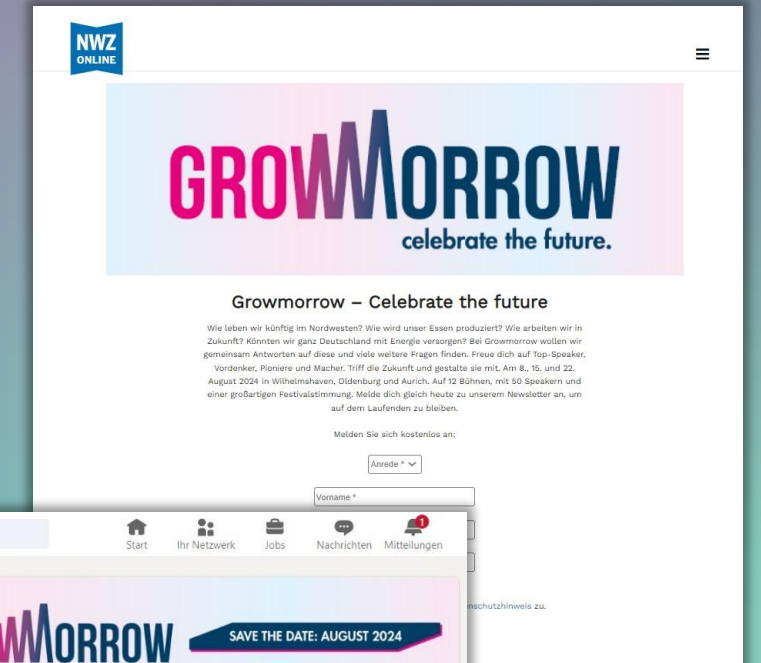 NWZ
ONLINE
GROWMORROW
celebrate the future.
Growmorrow – Celebrate the future
Wie leben wir künftig im Nordwesten? Wie wird unser Essen produziert? Wie arbeiten wir in
Zukunft? Könnten wir ganz Deutschland mit Energie versorgen? Bei Growmorrow wollen wir
gemeinsam Antworten auf diese und viele weitere Fragen finden. Freue dich auf Top-Speaker,
Vordenker, Pioniere und Macher. Triff die Zukunft und gestalte sie mit. Am 8., 15. und 22.
August 2024 in Wilhelmshaven, Oldenburg und Aurich. Auf 12 Bühnen, mit 50 Speakern und
einer großartigen Festivalstimmung. Melde dich gleich heute zu unserem Newsletter an, um
auf dem Laufenden zu bleiben.
Melden Sie sich kostenlos an:
Anrede *
Vorname *
nschutzhinweis zu.
1
Start Ihr Netzwerk Jobs Nachrichten Mitteilungen
MORROW
SAVE THE DATE: AUGUST 2024